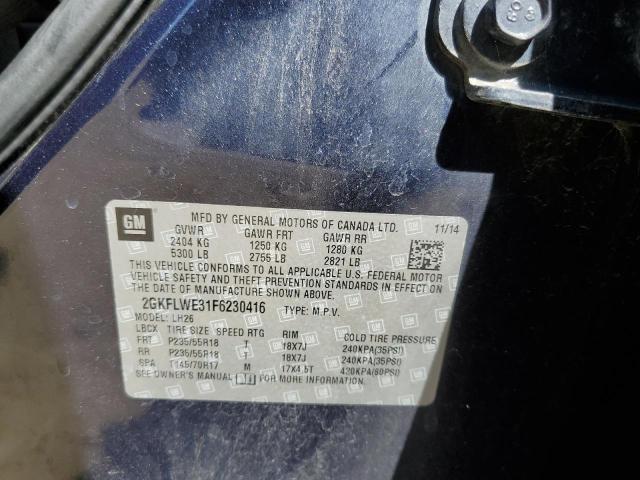 GM
MFD BY GENERAL MOTORS OF CANADA LTD. 11/14
GVWR GAWR FRT GAWR RR
2404 KG 1250 KG 1280 KG
5300 LB 2755 LB 2821 LB
THIS VEHICLE CONFORMS TO ALL APPLICABLE U.S. FEDERAL MOTOR
VEHICLE SAFETY AND THEFT PREVENTION STANDARDS IN EFFECT ON
THE DATE OF MANUFACTURE SHOWN ABOVE.
2GKFLWE31F6230416 TYPE: M.P.V.
MODEL: LH26
LBCX TIRE SIZE SPEED RTG RIM COLD TIRE PRESSURE
FRT P235/55R18 T 18X7J 240KPA(35PSI)
RR P235/55R18 T 18X7J 240KPA(35PSI)
SPA T145/70R17 M 17X4.5T 420KPA(60PSI)
SEE OWNER'S MANUAL FOR MORE INFORMATION